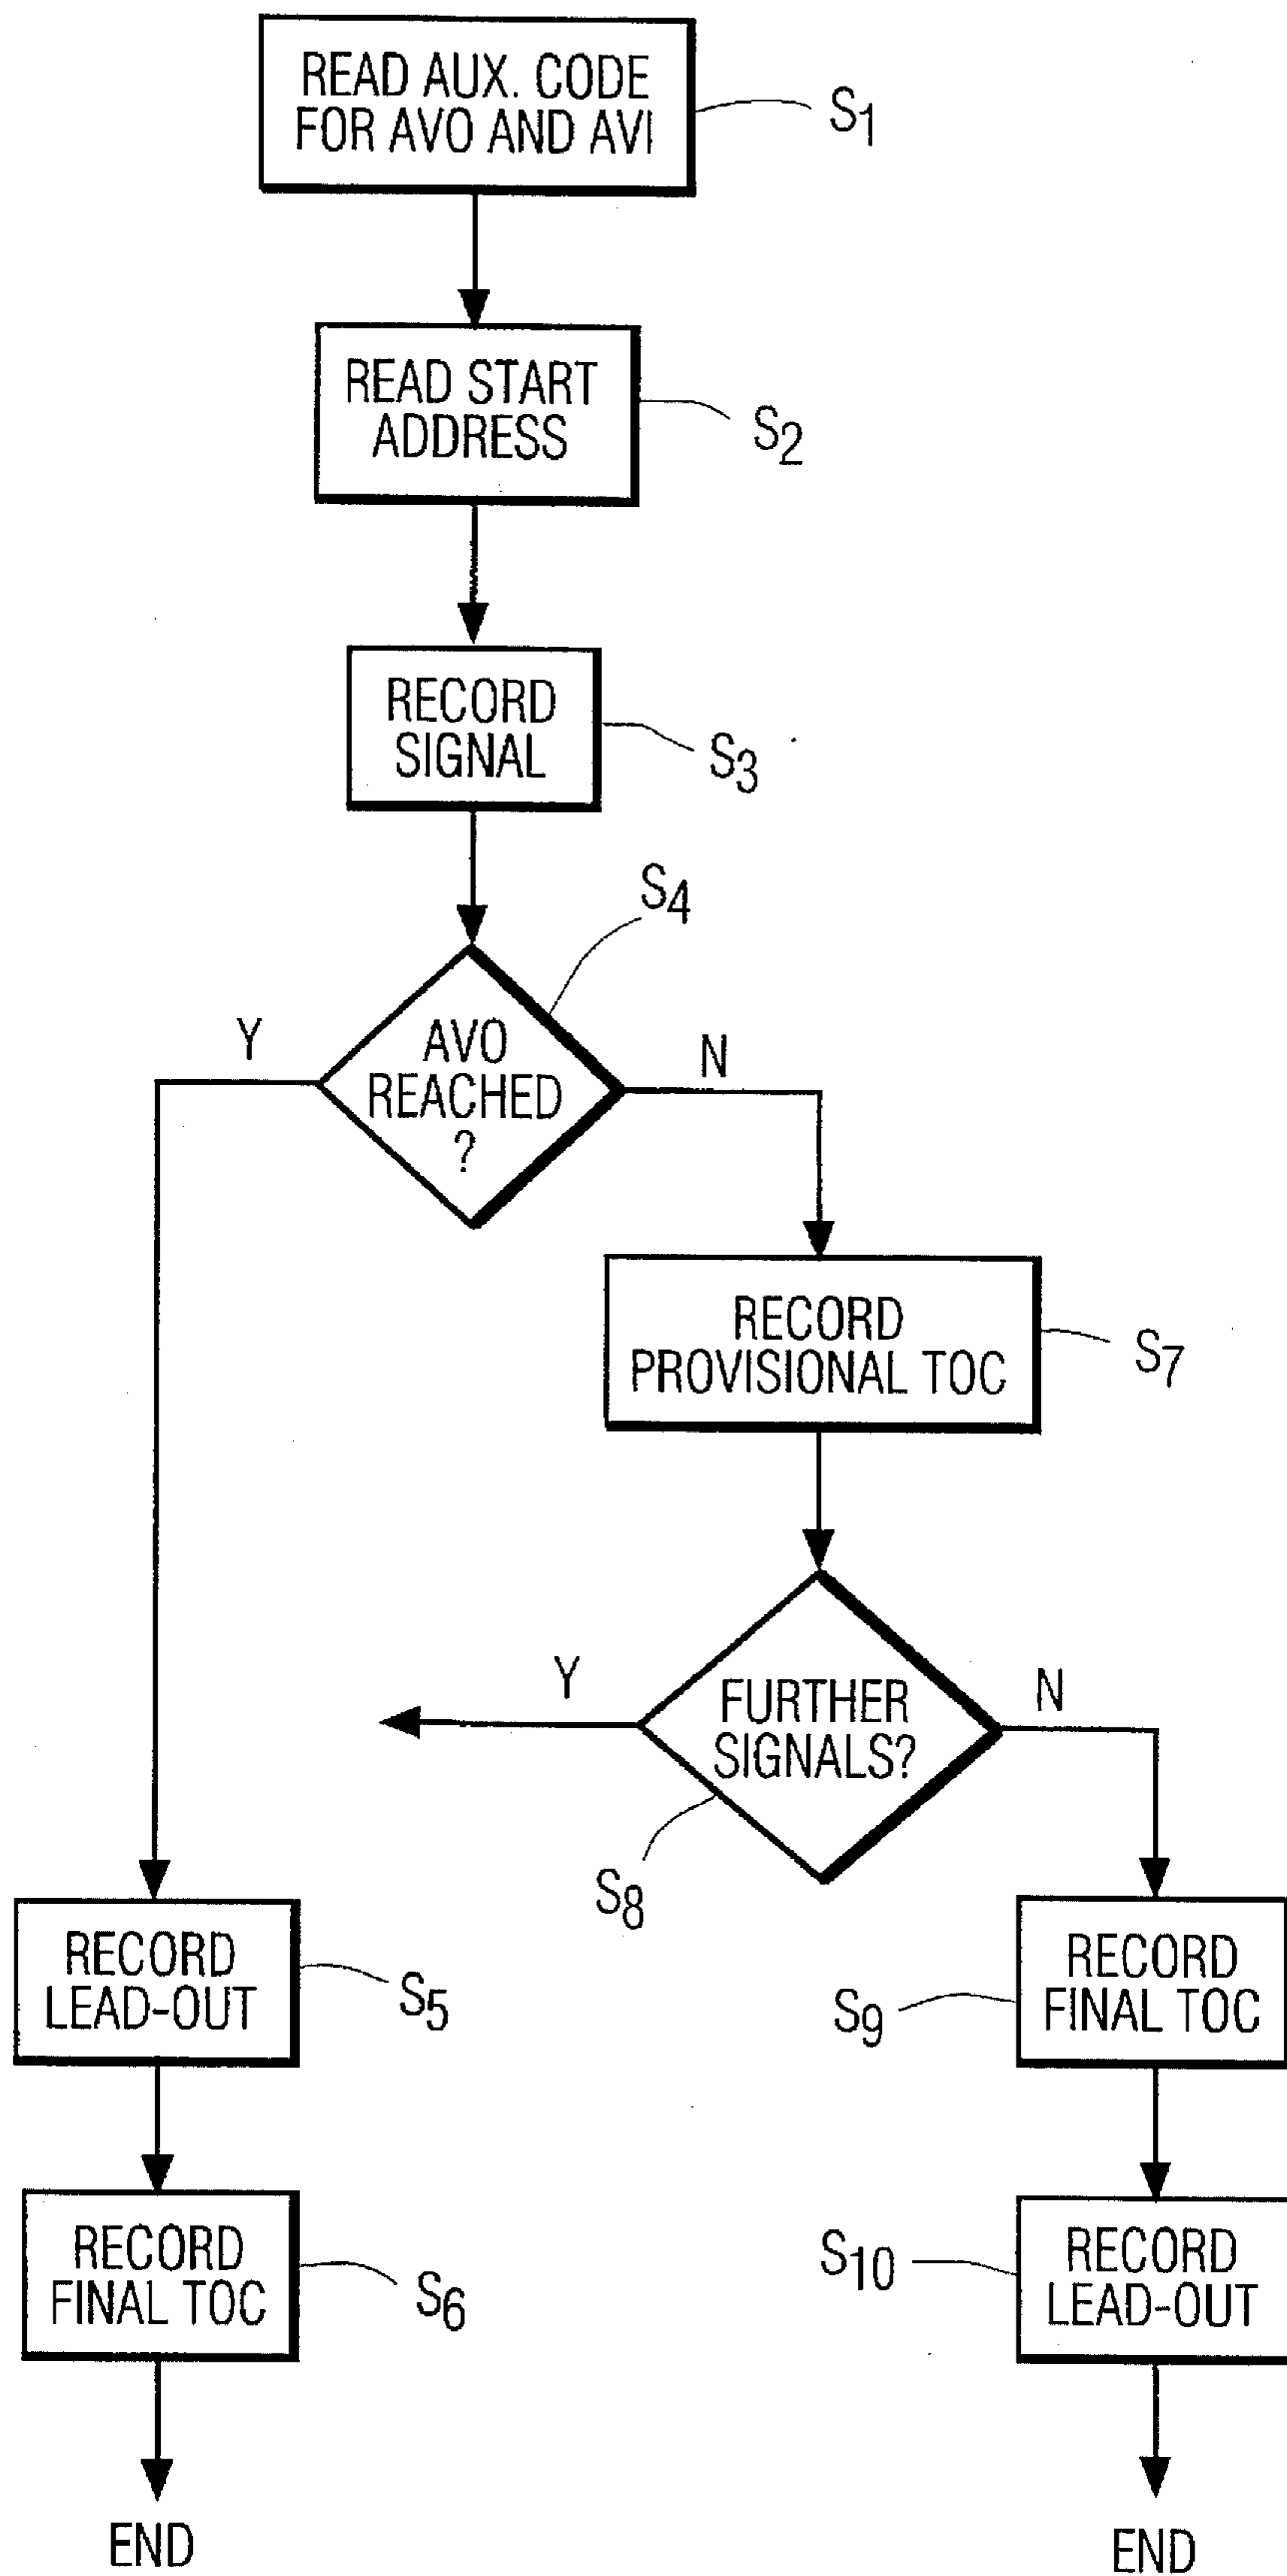 READ AUX. CODE
FOR AVO AND AVI
S1
READ START
ADDRESS
S2
RECORD
SIGNAL
S3
S4
AVO
REACHED
?
Y
N
RECORD
PROVISIONAL TOC
S7
FURTHER
SIGNALS?
Y
N
S8
RECORD
LEAD-OUT
S5
RECORD
FINAL TOC
S9
RECORD
FINAL TOC
S6
RECORD
LEAD-OUT
S10
END
END